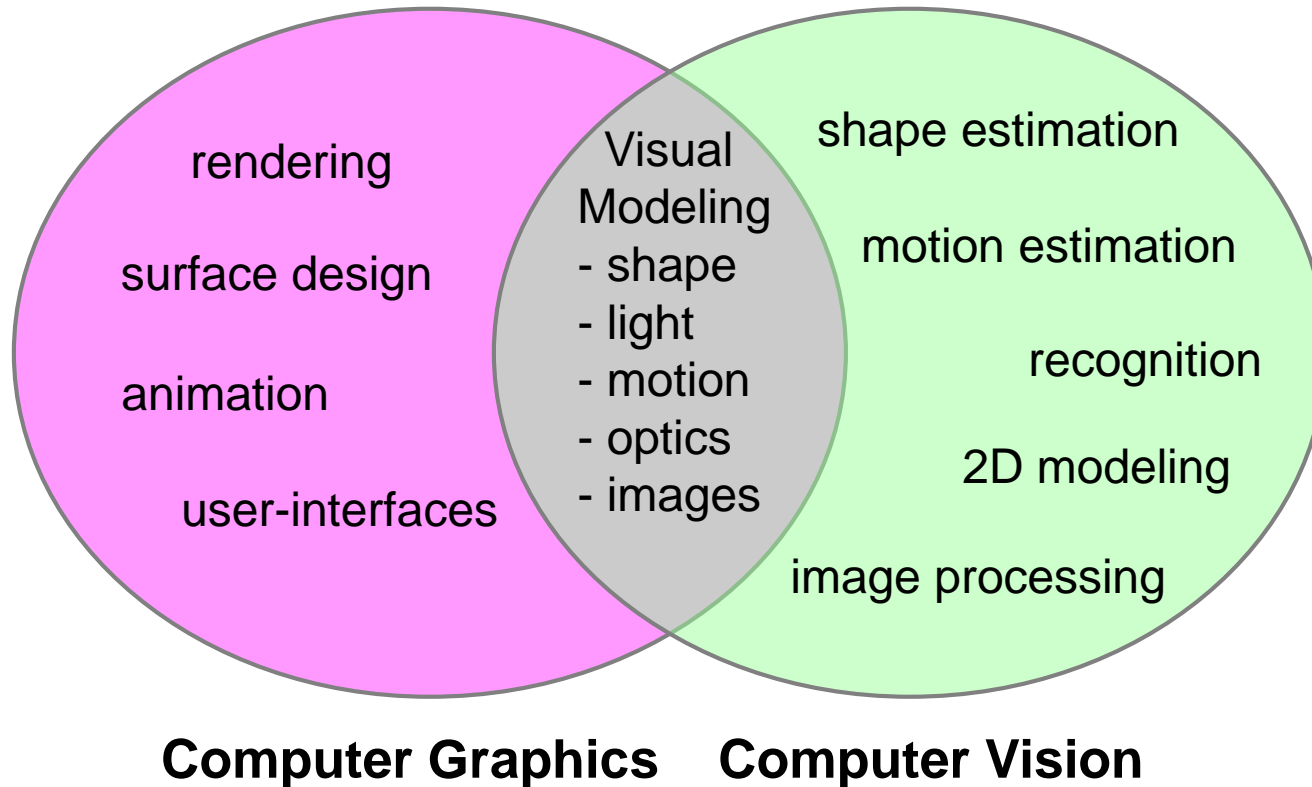 rendering
surface design
animation
user-interfaces
Visual
Modeling
- shape
- light
- motion
- optics
- images
shape estimation
motion estimation
recognition
2D modeling
image processing
Computer Graphics
Computer Vision